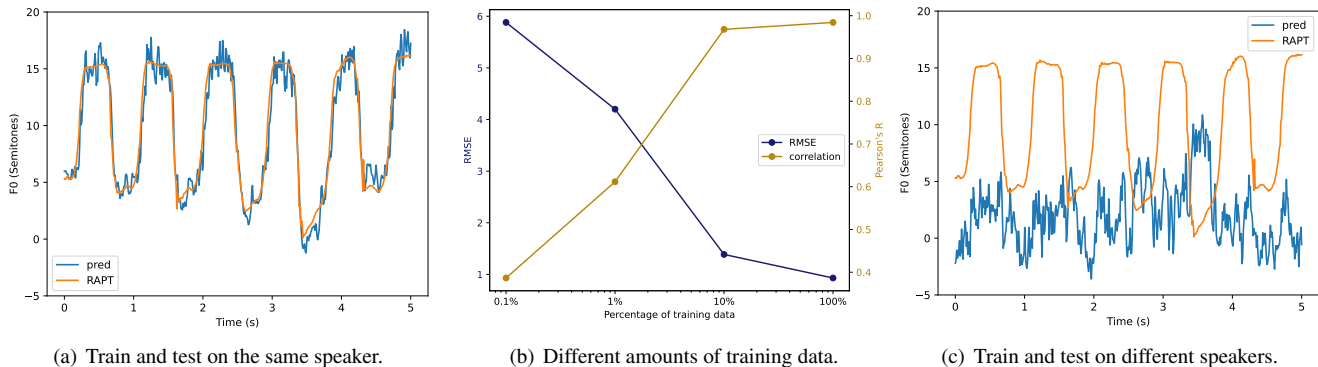 20
15
10
5
0
−5
F0 (Semitones)
pred
RAPT
0
1
2
3
4
5
Time (s)
(a) Train and test on the same speaker.
6
5
4
3
2
1
RMSE
RMSE
correlation
1.0
0.9
0.8
0.7
0.6
0.5
0.4
Pearson's R
0.1%
1%
10%
100%
Percentage of training data
(b) Different amounts of training data.
20
15
10
5
0
−5
F0 (Semitones)
pred
RAPT
0
1
2
3
4
5
Time (s)
(c) Train and test on different speakers.